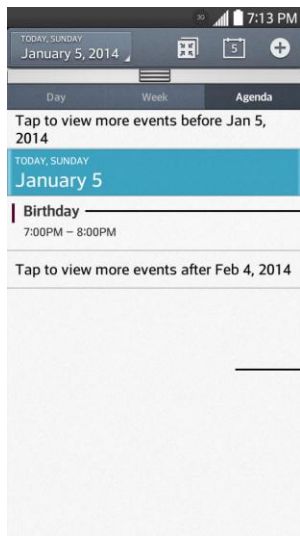 7:13 PM
TODAY, SUNDAY
January 5, 2014
5
Day Week Agenda
Tap to view more events before Jan 5,
2014
TODAY, SUNDAY
January 5
Birthday
7:00PM – 8:00PM
Tap to view more events after Feb 4, 2014